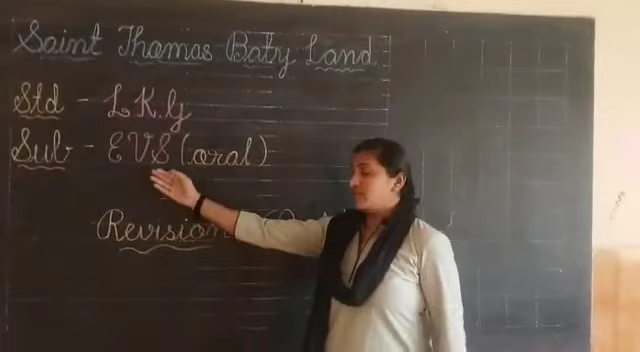 Saint Thomas Baby Land
Std - L.K.g
Sub - EVS (oral)
Revision